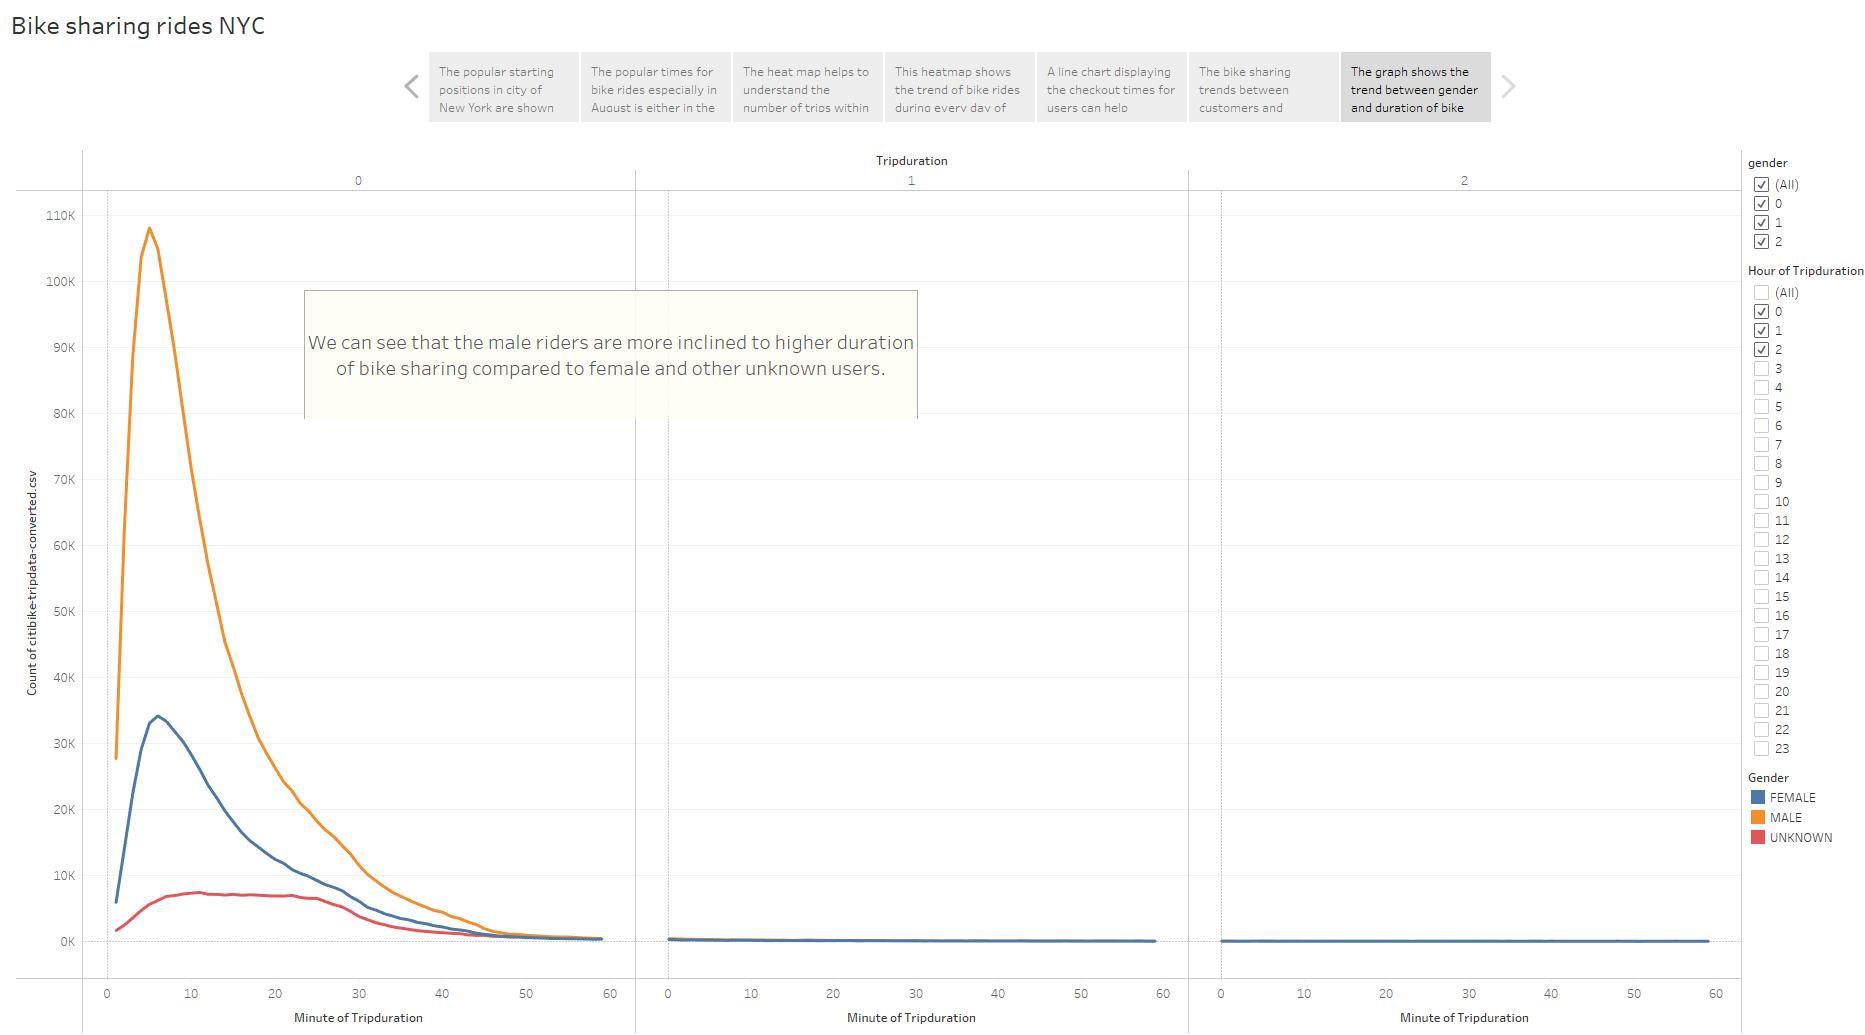 Bike sharing rides NYC
The popular starting
positions in city of
New York are shown
The popular times for
bike rides especially in
August is either in the
The heat map helps to
understand the
number of trips within
This heatmap shows
the trend of bike rides
during every day of
A line chart displaying
the checkout times for
users can help
The bike sharing
trends between
customers and
The graph shows the
trend between gender
and duration of bike
Tripduration
0
1
2
110K
100K
90K
80K
70K
60K
50K
40K
30K
20K
10K
0K
Count of citibike-tripdata-converted.csv
We can see that the male riders are more inclined to higher duration
of bike sharing compared to female and other unknown users.
0 10 20 30 40 50 60
0 10 20 30 40 50 60
0 10 20 30 40 50 60
Minute of Tripduration
Minute of Tripduration
Minute of Tripduration
gender
(All)
0
1
2
Hour of Tripduration
(All)
0
1
2
3
4
5
6
7
8
9
10
11
12
13
14
15
16
17
18
19
20
21
22
23
Gender
FEMALE
MALE
UNKNOWN